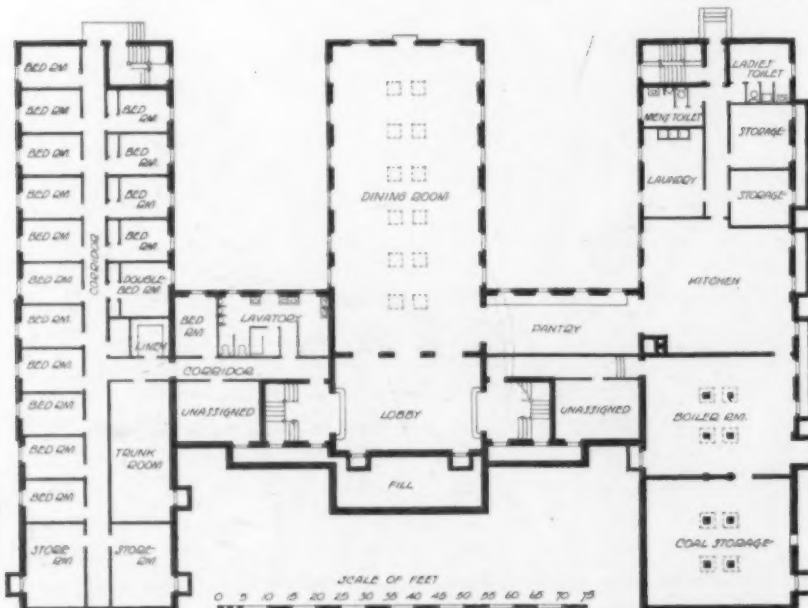 BED RM.
BED RM.
BED RM.
BED RM.
BED RM.
BED RM.
BED RM.
BED RM.
BED RM.
BED RM.
BED RM.
STORE
RM.
CORRIDOR
BED
RM.
BED
RM.
BED
RM.
BED
RM.
DOUBLE
BED RM.
LINEN
TRUNK
ROOM
STORE
RM.
BED
RM.
LAVATORY
CORRIDOR
UNASSIGNED
DINING ROOM
LOBBY
FILL
PANTRY
UNASSIGNED
LADIES
TOILET
MEN'S TOILET
STORAGE
LAUNDRY
STORAGE
KITCHEN
BOILER RM.
COAL STORAGE
SCALE OF FEET
0 5 10 15 20 25 30 35 40 45 50 55 60 65 70 75